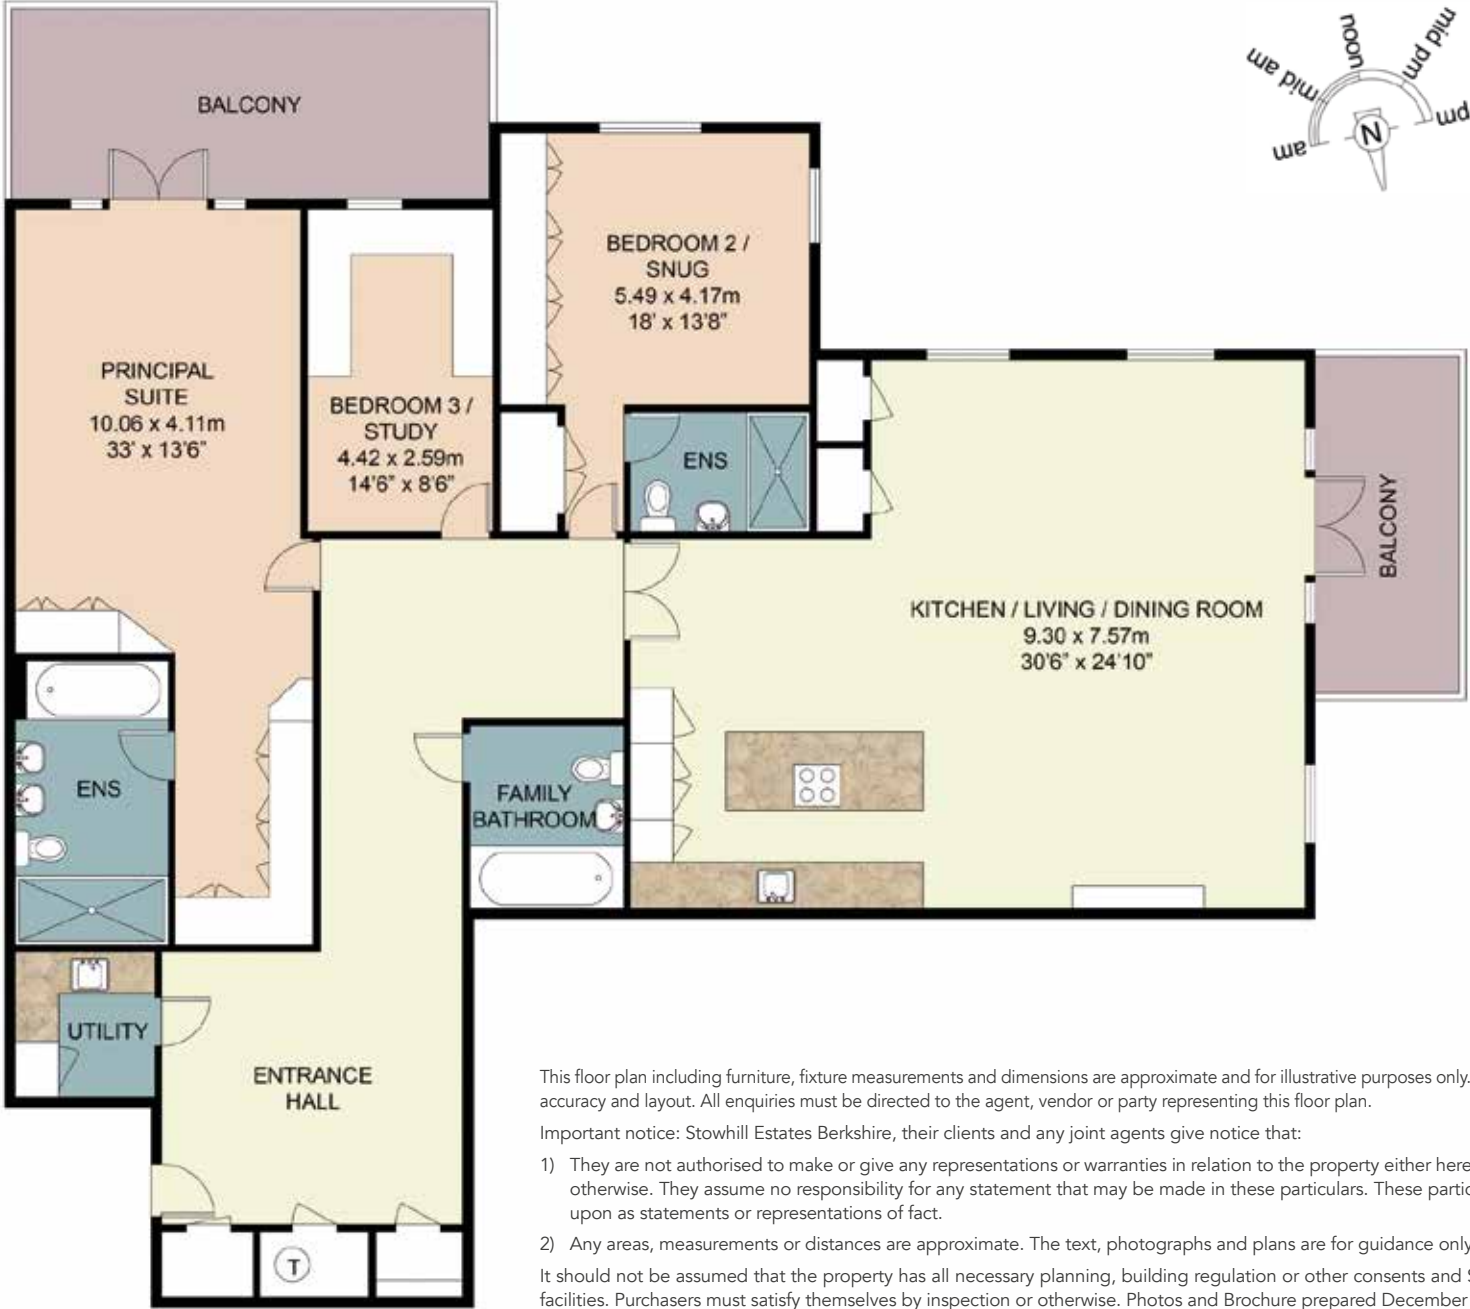 BALCONY
noon
mid pm
mid am
pm
am
N
BEDROOM 2 /
SNUG
5.49 x 4.17m
18' x 13'8"
PRINCIPAL
SUITE
10.06 x 4.11m
33' x 13'6"
BEDROOM 3 /
STUDY
4.42 x 2.59m
14'6" x 8'6"
ENS
BALCONY
KITCHEN / LIVING / DINING ROOM
9.30 x 7.57m
30'6" x 24'10"
ENS
FAMILY
BATHROOM
UTILITY
ENTRANCE
HALL
T
This floor plan including furniture, fixture measurements and dimensions are approximate and for illustrative purposes only.
accuracy and layout. All enquiries must be directed to the agent, vendor or party representing this floor plan.
Important notice: Stowhill Estates Berkshire, their clients and any joint agents give notice that:
1) They are not authorised to make or give any representations or warranties in relation to the property either here
otherwise. They assume no responsibility for any statement that may be made in these particulars. These partic
upon as statements or representations of fact.
2) Any areas, measurements or distances are approximate. The text, photographs and plans are for guidance only
It should not be assumed that the property has all necessary planning, building regulation or other consents and S
facilities. Purchasers must satisfy themselves by inspection or otherwise. Photos and Brochure prepared December